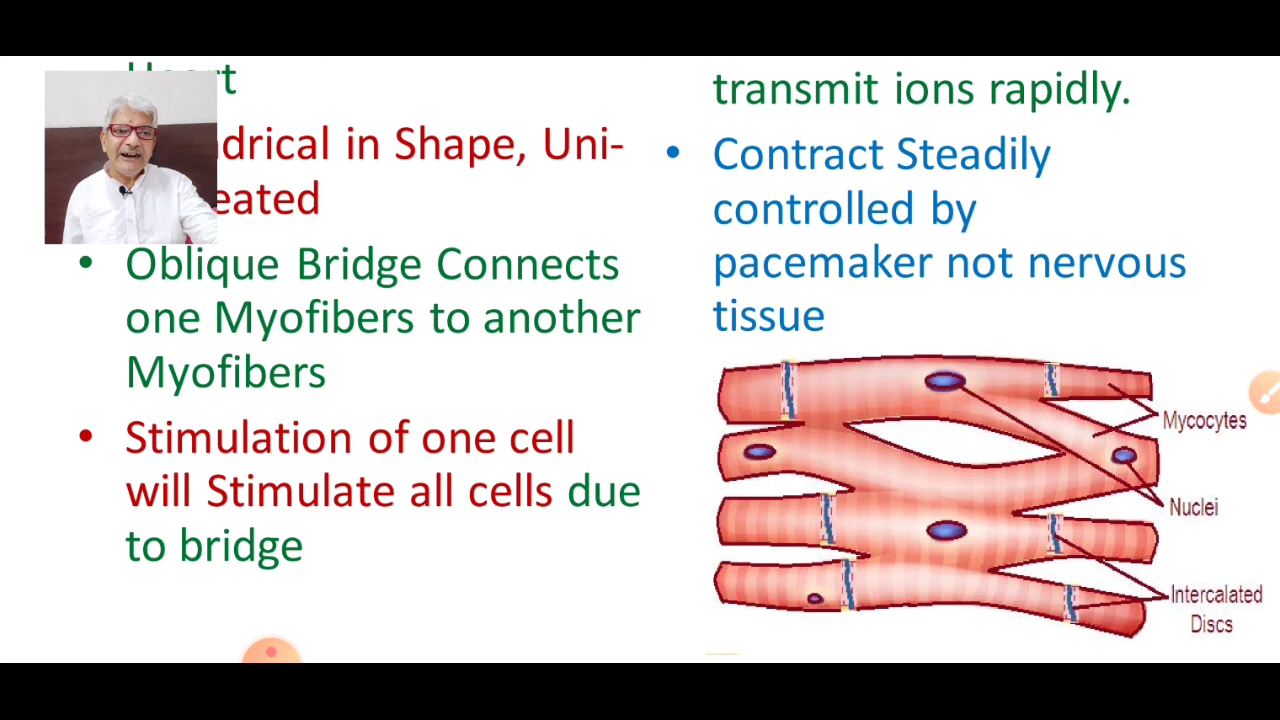 drical in Shape, Uni-
eated
• Oblique Bridge Connects
one Myofibers to another
Myofibers
• Stimulation of one cell
will Stimulate all cells due
to bridge
transmit ions rapidly.
• Contract Steadily
controlled by
pacemaker not nervous
tissue
Mycocytes
Nuclei
Intercalated
Discs